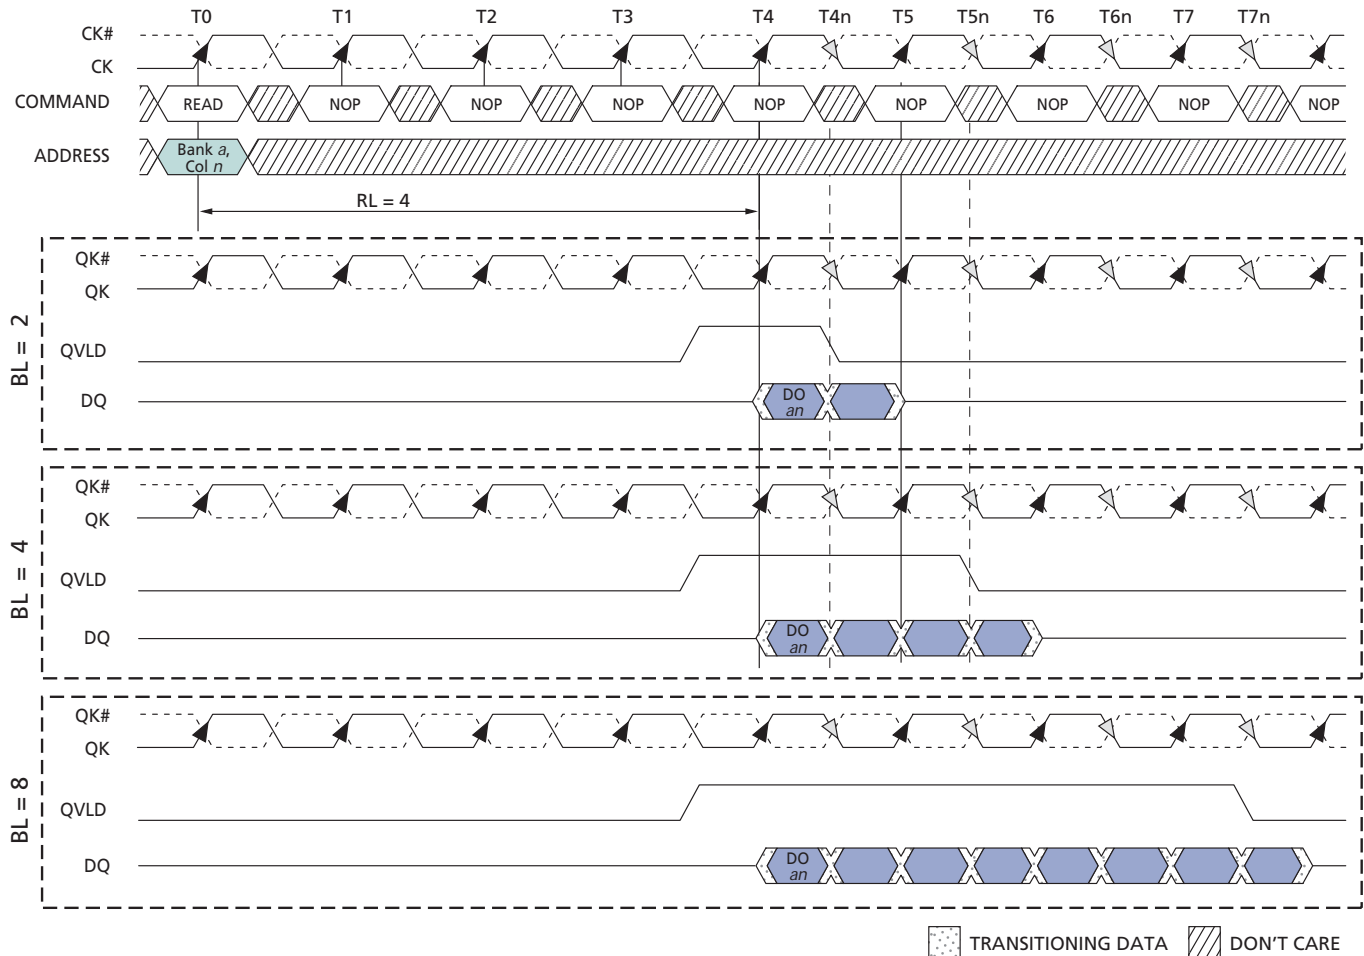 T0 T1 T2 T3 T4 T4n T5 T5n T6 T6n T7 T7n
CK#
CK
COMMAND READ NOP NOP NOP NOP NOP NOP NOP NOP
ADDRESS Bank a,
Col n
RL = 4
BL = 2
QK#
QK
QVLD
DQ DO
an
BL = 4
QK#
QK
QVLD
DQ DO
an
BL = 8
QK#
QK
QVLD
DQ DO
an
TRANSITIONING DATA DON'T CARE